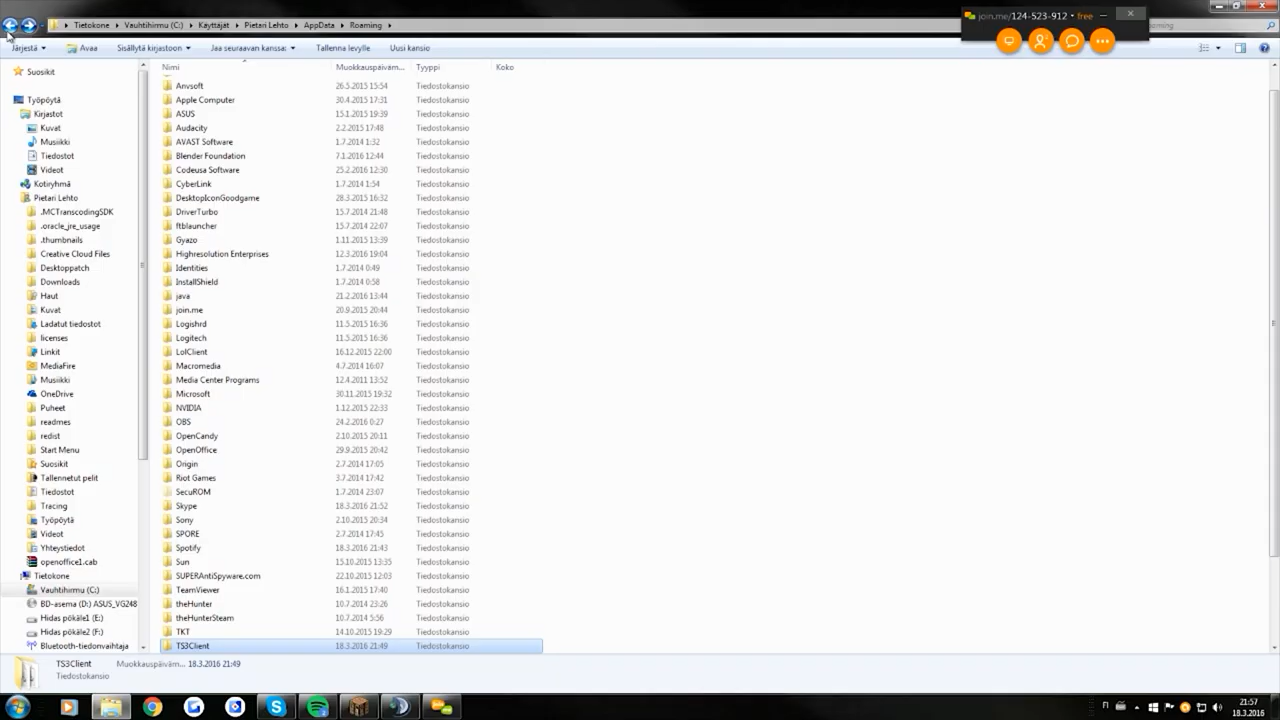 join.me/124-523-912 free
Tietokone Vauhtihirmu (C:) Käyttäjät Pietari Lehto AppData Roaming
Järjestä Avaa Sisällytä kirjastoon Jaa seuraavan kanssa: Tallenna levylle Uusi kansio
Suosikit
Työpöytä
Kirjastot
Kuvat
Musiikki
Tiedostot
Videot
Kotiryhmä
Pietari Lehto
.MCTranscodingSDK
.oracle_jre_usage
.thumbnails
Creative Cloud Files
Desktoppatch
Downloads
Haut
Kuvat
Ladatut tiedostot
licenses
Linkit
MediaFire
Musiikki
OneDrive
Puheet
readmes
redist
Start Menu
Suosikit
Tallennetut pelit
Tiedostot
Tracing
Työpöytä
Videot
Yhteystiedot
openoffice1.cab
Tietokone
Vauhtihirmu (C:)
BD-asema (D:) ASUS_VG248
Hidas pökäle1 (E:)
Hidas pökäle2 (F:)
Bluetooth-tiedonvaihtaja
Nimi Muokkauspäiväm... Tyyppi Koko
Anvsoft 26.5.2015 15:54 Tiedostokansio
Apple Computer 30.4.2015 17:31 Tiedostokansio
ASUS 15.1.2015 19:39 Tiedostokansio
Audacity 2.2.2015 17:48 Tiedostokansio
AVAST Software 1.7.2014 1:32 Tiedostokansio
Blender Foundation 7.1.2016 12:44 Tiedostokansio
Codeusa Software 25.2.2016 12:30 Tiedostokansio
CyberLink 1.7.2014 1:54 Tiedostokansio
DesktopIconGoodgame 28.3.2015 16:32 Tiedostokansio
DriverTurbo 15.7.2014 21:48 Tiedostokansio
ftblauncher 15.7.2014 22:07 Tiedostokansio
Gyazo 1.11.2015 13:39 Tiedostokansio
Highresolution Enterprises 12.3.2016 19:04 Tiedostokansio
Identities 1.7.2014 0:49 Tiedostokansio
InstallShield 1.7.2014 0:58 Tiedostokansio
java 21.2.2016 13:44 Tiedostokansio
join.me 20.9.2015 20:44 Tiedostokansio
Logishrd 11.5.2015 16:36 Tiedostokansio
Logitech 11.5.2015 16:36 Tiedostokansio
LolClient 16.12.2015 22:00 Tiedostokansio
Macromedia 4.7.2014 16:07 Tiedostokansio
Media Center Programs 12.4.2011 13:52 Tiedostokansio
Microsoft 30.11.2015 19:32 Tiedostokansio
NVIDIA 1.12.2015 22:33 Tiedostokansio
OBS 24.2.2016 0:27 Tiedostokansio
OpenCandy 2.10.2015 20:11 Tiedostokansio
OpenOffice 29.9.2015 20:42 Tiedostokansio
Origin 2.7.2014 17:05 Tiedostokansio
Riot Games 3.7.2014 17:42 Tiedostokansio
SecuROM 1.7.2014 23:07 Tiedostokansio
Skype 18.3.2016 21:52 Tiedostokansio
Sony 2.10.2015 20:34 Tiedostokansio
SPORE 2.7.2014 17:45 Tiedostokansio
Spotify 18.3.2016 21:43 Tiedostokansio
Sun 15.10.2015 13:35 Tiedostokansio
SUPERAntiSpyware.com 22.10.2015 12:03 Tiedostokansio
TeamViewer 16.1.2015 17:40 Tiedostokansio
theHunter 10.7.2014 23:26 Tiedostokansio
theHunterSteam 10.7.2014 5:56 Tiedostokansio
TKT 14.10.2015 19:29 Tiedostokansio
TS3Client 18.3.2016 21:49 Tiedostokansio
TS3Client Muokkauspäiväm... 18.3.2016 21:49
Tiedostokansio
FI 21:57
18.3.2016